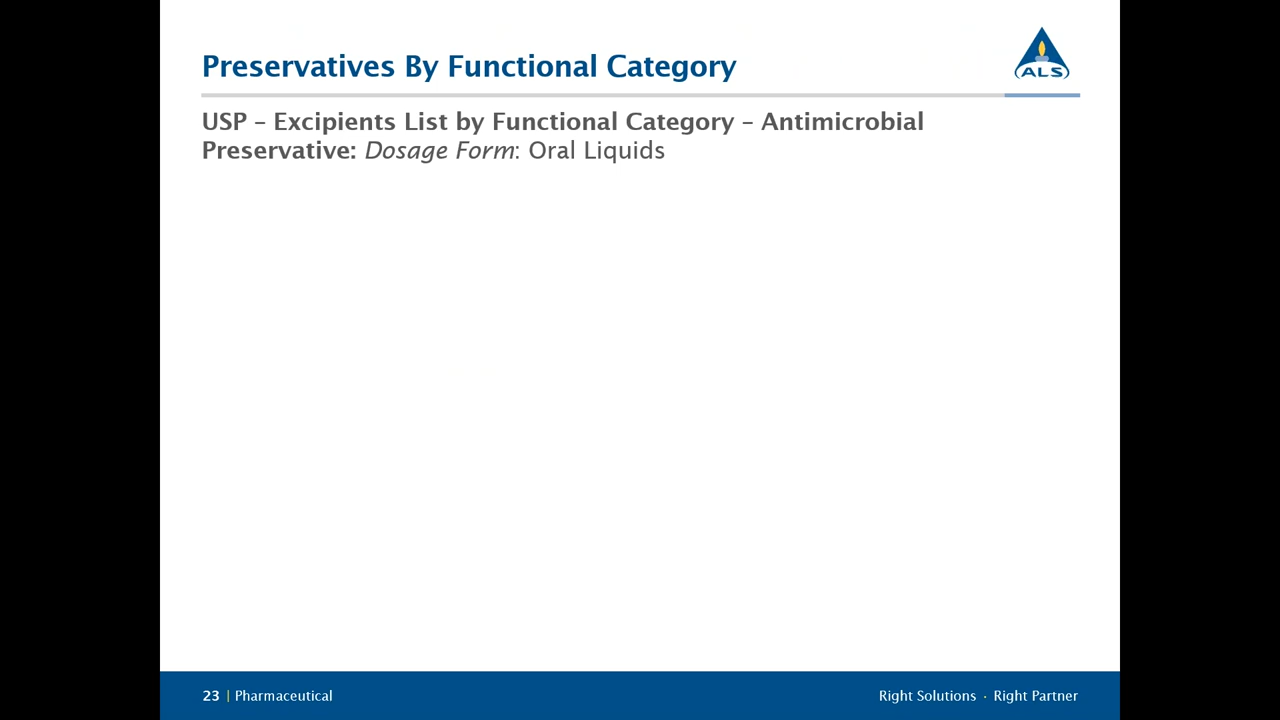 Preservatives By Functional Category
ALS
USP – Excipients List by Functional Category – Antimicrobial
Preservative: Dosage Form: Oral Liquids
23 | Pharmaceutical
Right Solutions · Right Partner